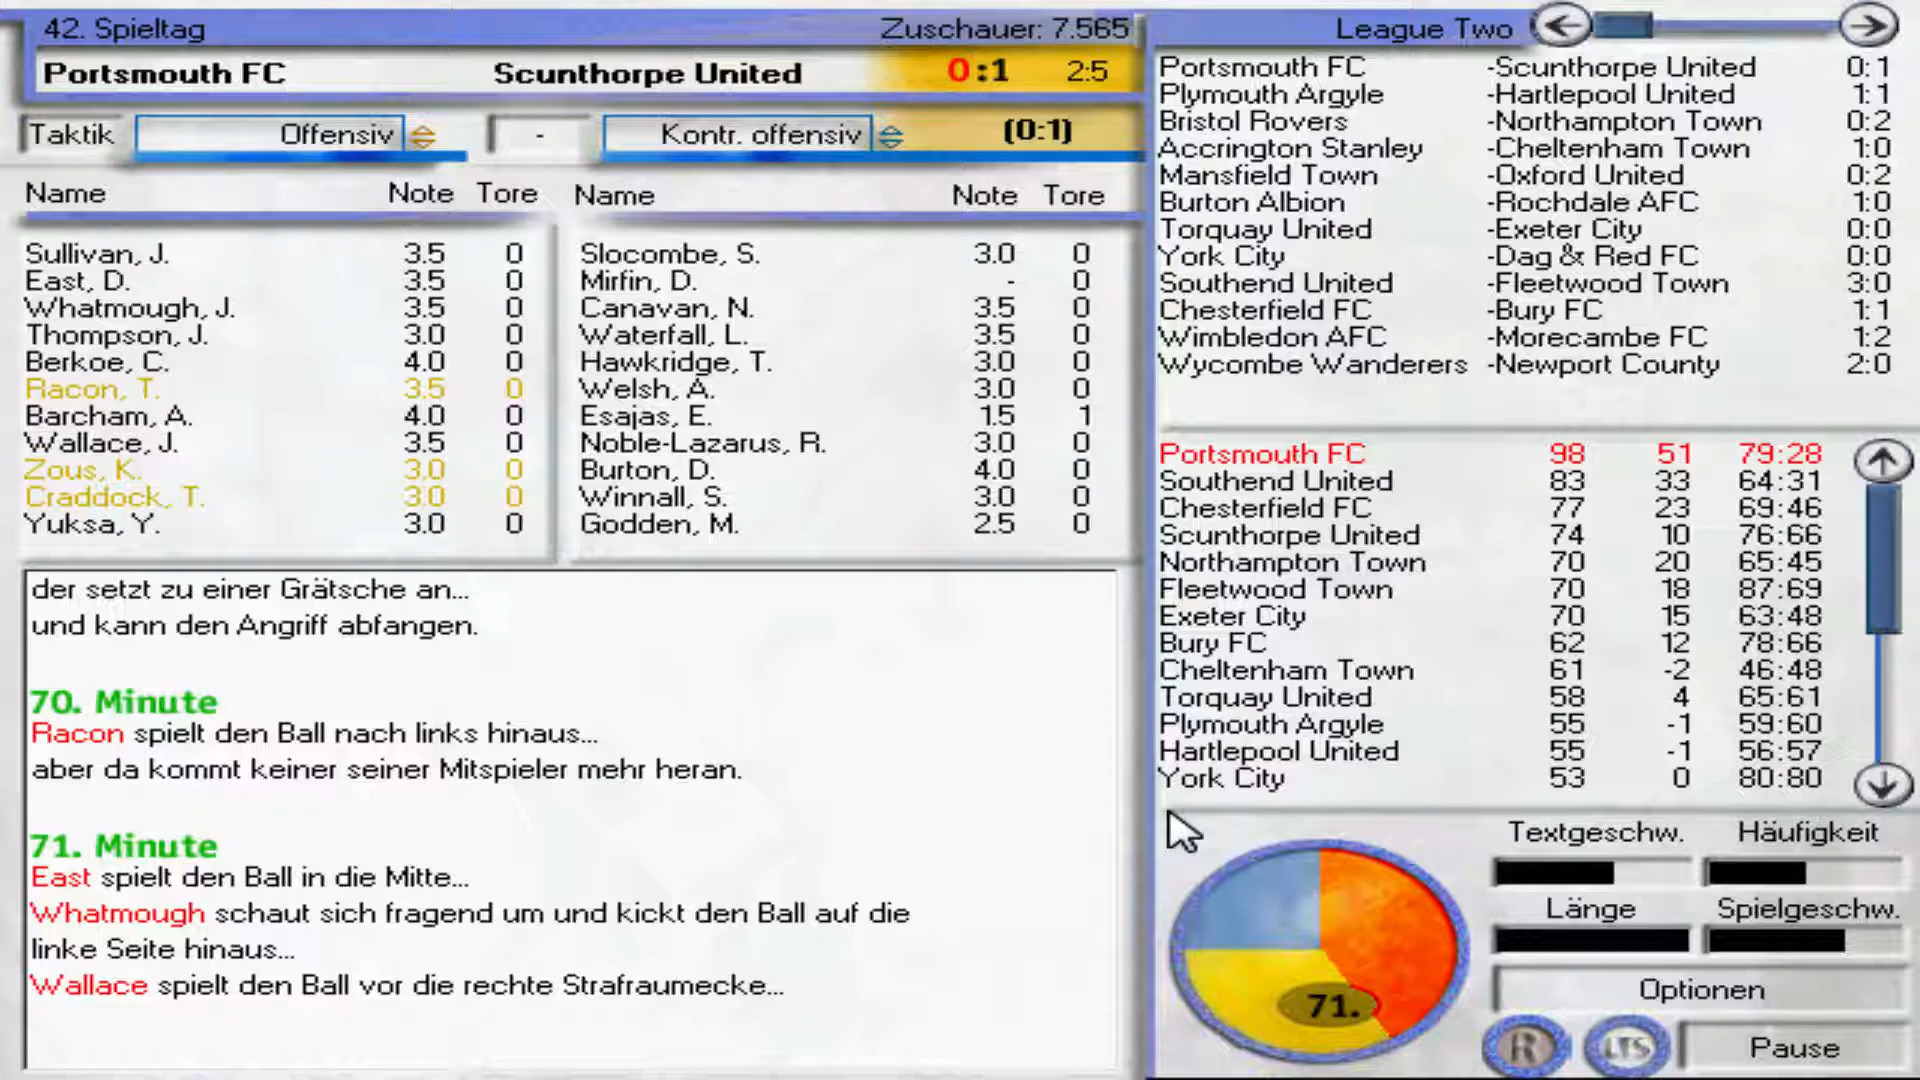 42. Spieltag Zuschauer: 7.565
Portsmouth FC Scunthorpe United 0:1 2:5
Taktik Offensiv - Kontr. offensiv (0:1)
Name Note Tore Name Note Tore
Sullivan, J. 3.5 0 Slocombe, S. 3.0 0
East, D. 3.5 0 Mirfin, D. - 0
Whatmough, J. 3.5 0 Canavan, N. 3.5 0
Thompson, J. 3.0 0 Waterfall, L. 3.5 0
Berkoe, C. 4.0 0 Hawkridge, T. 3.0 0
Racon, T. 3.5 0 Welsh, A. 3.0 0
Barcham, A. 4.0 0 Esajas, E. 1.5 1
Wallace, J. 3.5 0 Noble-Lazarus, R. 3.0 0
Zous, K. 3.0 0 Burton, D. 4.0 0
Craddock, T. 3.0 0 Winnall, S. 3.0 0
Yuksa, Y. 3.0 0 Godden, M. 2.5 0
der setzt zu einer Grätsche an...
und kann den Angriff abfangen.
70. Minute
Racon spielt den Ball nach links hinaus...
aber da kommt keiner seiner Mitspieler mehr heran.
71. Minute
East spielt den Ball in die Mitte...
Whatmough schaut sich fragend um und kickt den Ball auf die
linke Seite hinaus...
Wallace spielt den Ball vor die rechte Strafraumecke...
League Two
Portsmouth FC -Scunthorpe United 0:1
Plymouth Argyle -Hartlepool United 1:1
Bristol Rovers -Northampton Town 0:2
Accrington Stanley -Cheltenham Town 1:0
Mansfield Town -Oxford United 0:2
Burton Albion -Rochdale AFC 1:0
Torquay United -Exeter City 0:0
York City -Dag & Red FC 0:0
Southend United -Fleetwood Town 3:0
Chesterfield FC -Bury FC 1:1
Wimbledon AFC -Morecambe FC 1:2
Wycombe Wanderers -Newport County 2:0
Portsmouth FC 98 51 79:28
Southend United 83 33 64:31
Chesterfield FC 77 23 69:46
Scunthorpe United 74 10 76:66
Northampton Town 70 20 65:45
Fleetwood Town 70 18 87:69
Exeter City 70 15 63:48
Bury FC 62 12 78:66
Cheltenham Town 61 -2 46:48
Torquay United 58 4 65:61
Plymouth Argyle 55 -1 59:60
Hartlepool United 55 -1 56:57
York City 53 0 80:80
71.
Textgeschw. Häufigkeit
Länge Spielgeschw.
Optionen
R LTS Pause